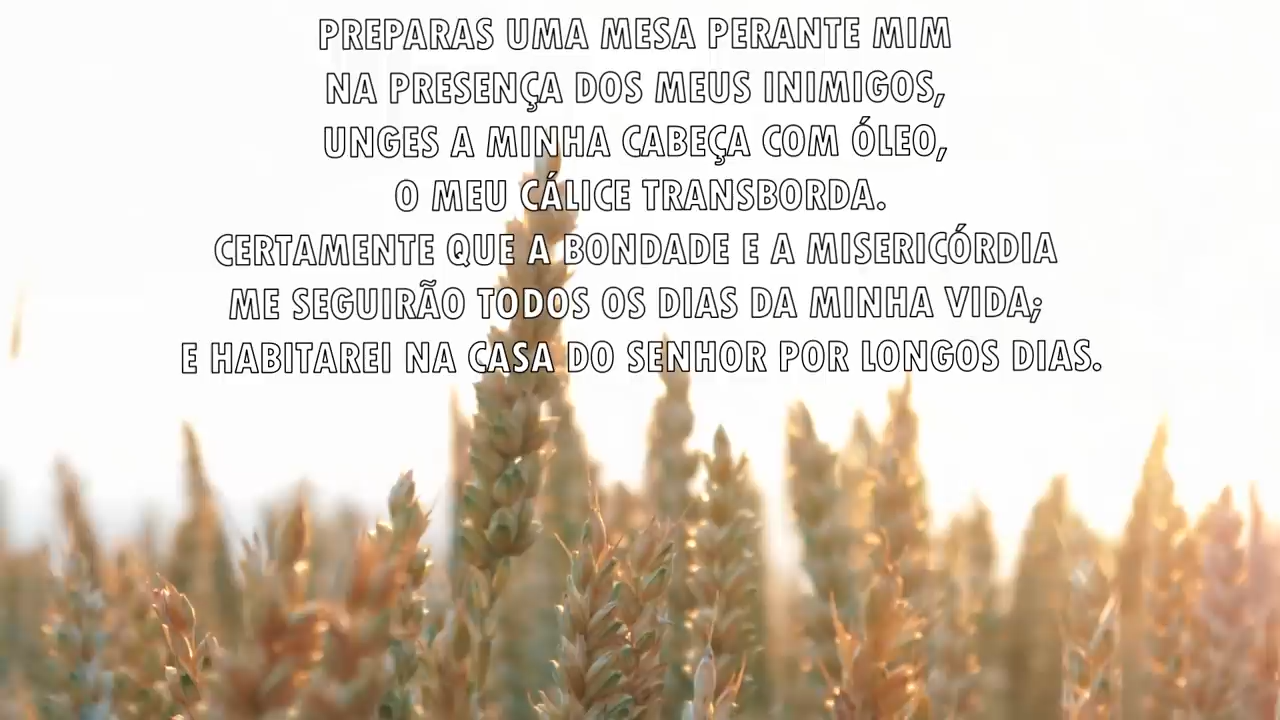 PREPARAS UMA MESA PERANTE MIM
NA PRESENÇA DOS MEUS INIMIGOS,
UNGES A MINHA CABEÇA COM ÓLEO,
O MEU CÁLICE TRANSBORDA.
CERTAMENTE QUE A BONDADE E A MISERICÓRDIA
ME SEGUIRÃO TODOS OS DIAS DA MINHA VIDA;
E HABITAREI NA CASA DO SENHOR POR LONGOS DIAS.